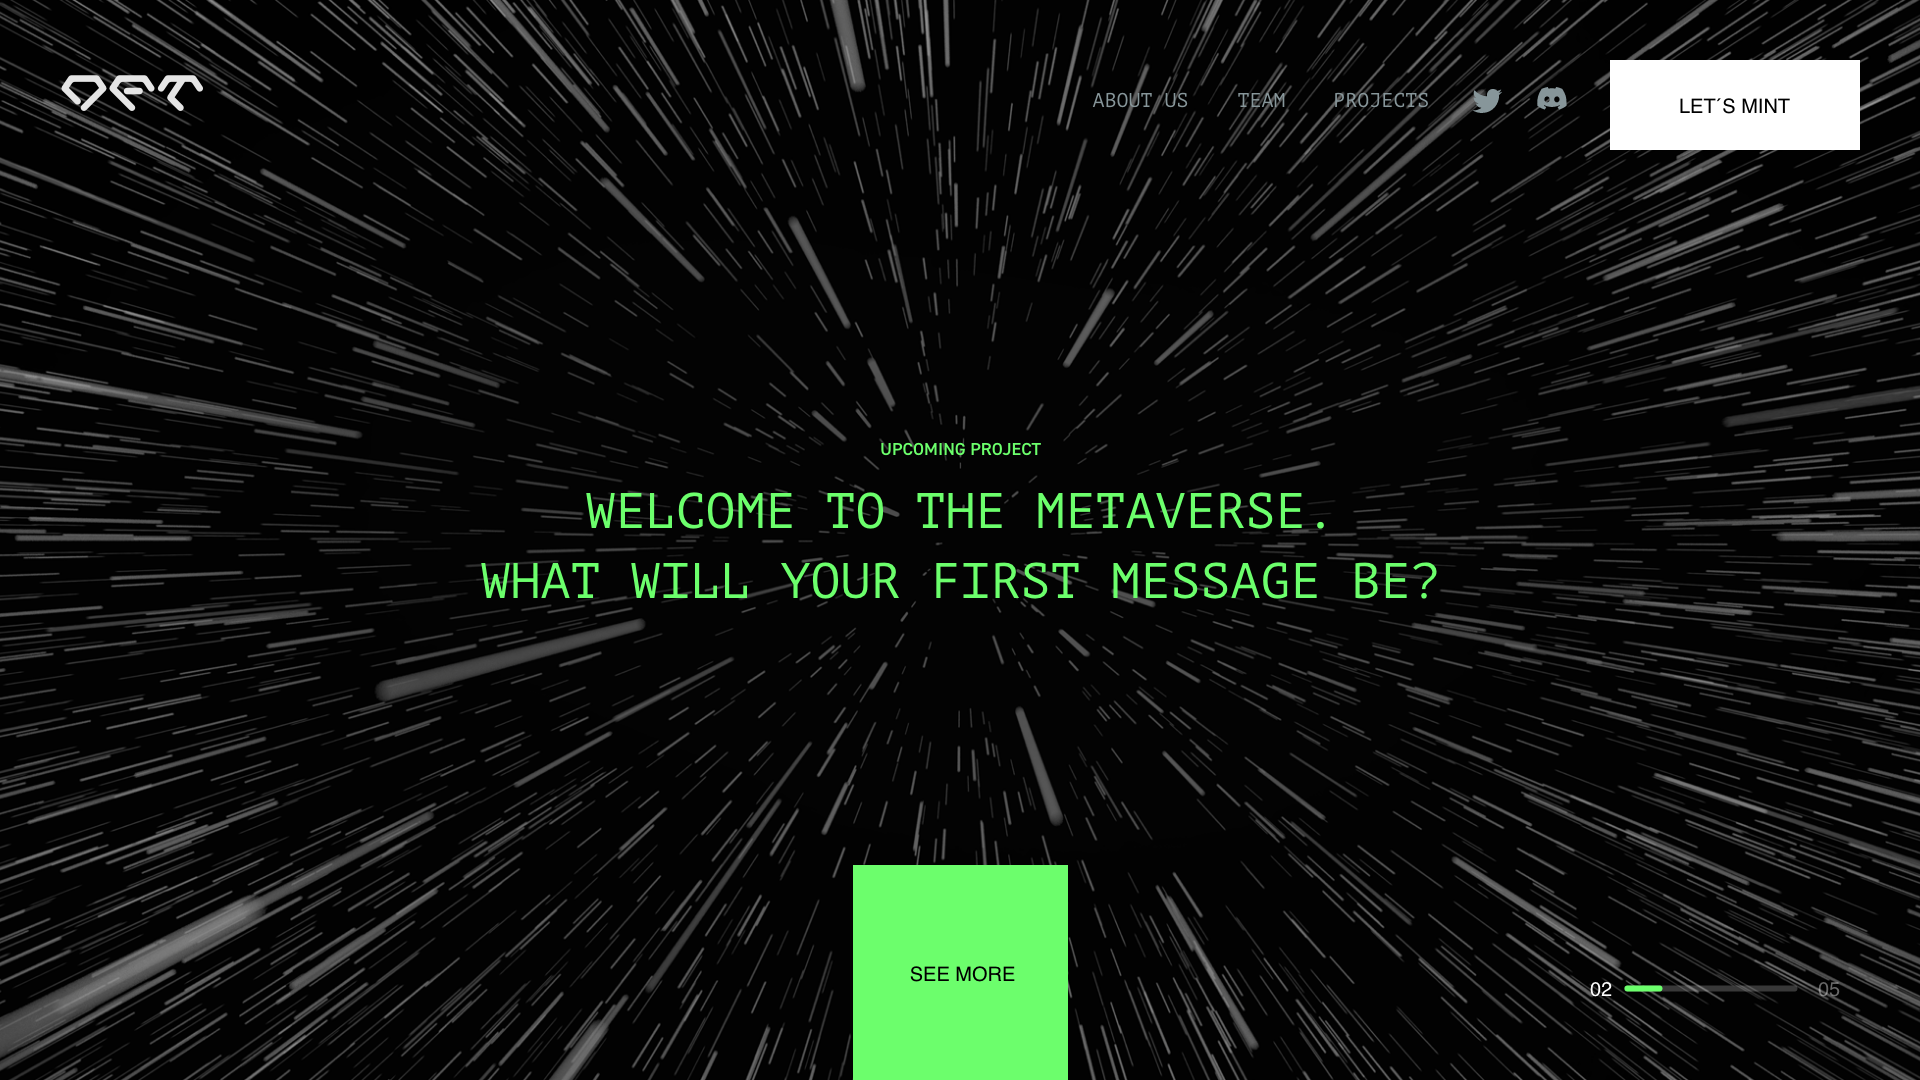 ABOUT US
TEAM
PROJECTS
LET´S MINT
UPCOMING PROJECT
WELCOME TO THE METAVERSE.
WHAT WILL YOUR FIRST MESSAGE BE?
SEE MORE
02
05